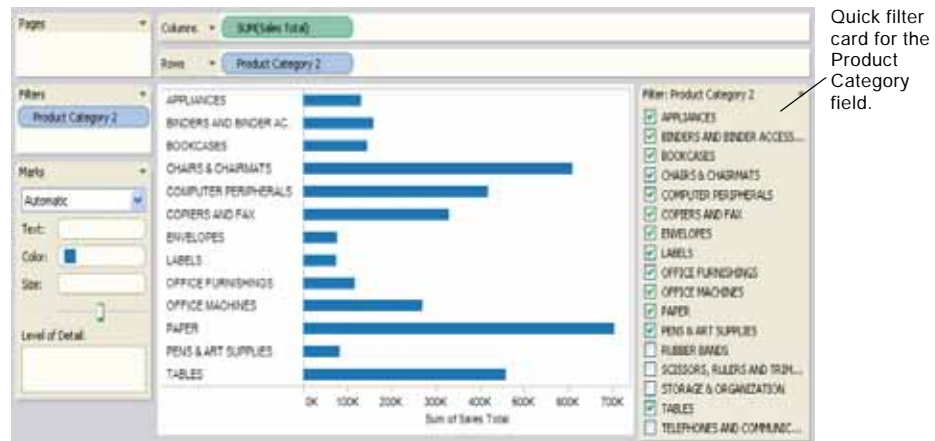 Pages
Columns
SUM(Sales Total)
Rows
Product Category 2
Filters
Product Category 2
Marks
Automatic
Text:
Color:
Size:
Level of Detail:
APPLIANCES
BINDERS AND BINDER AC..
BOOKCASES
CHAIRS & CHAIRMATS
COMPUTER PERIPHERALS
COPIERS AND FAX
ENVELOPES
LABELS
OFFICE FURNISHINGS
OFFICE MACHINES
PAPER
PENS & ART SUPPLIES
TABLES
0K 100K 200K 300K 400K 500K 600K 700K
Sum of Sales Total
Filter: Product Category 2
APPLIANCES
BINDERS AND BINDER ACCESS...
BOOKCASES
CHAIRS & CHAIRMATS
COMPUTER PERIPHERALS
COPIERS AND FAX
ENVELOPES
LABELS
OFFICE FURNISHINGS
OFFICE MACHINES
PAPER
PENS & ART SUPPLIES
RUBBER BANDS
SCISSORS, RULERS AND TRIM...
STORAGE & ORGANIZATION
TABLES
TELEPHONES AND COMMUNIC...
Quick filter
card for the
Product
Category
field.